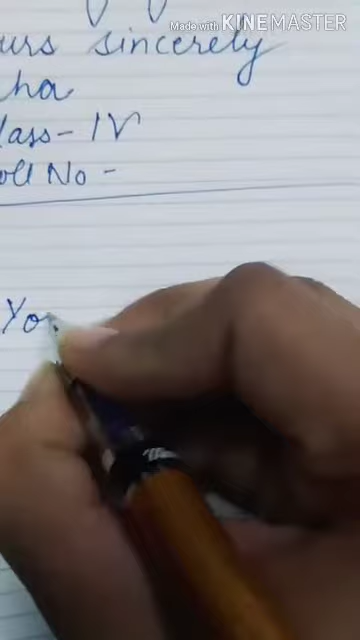 Made with KINEMASTER
urs sincerely
ha
lass - IV
oll No -
Yo